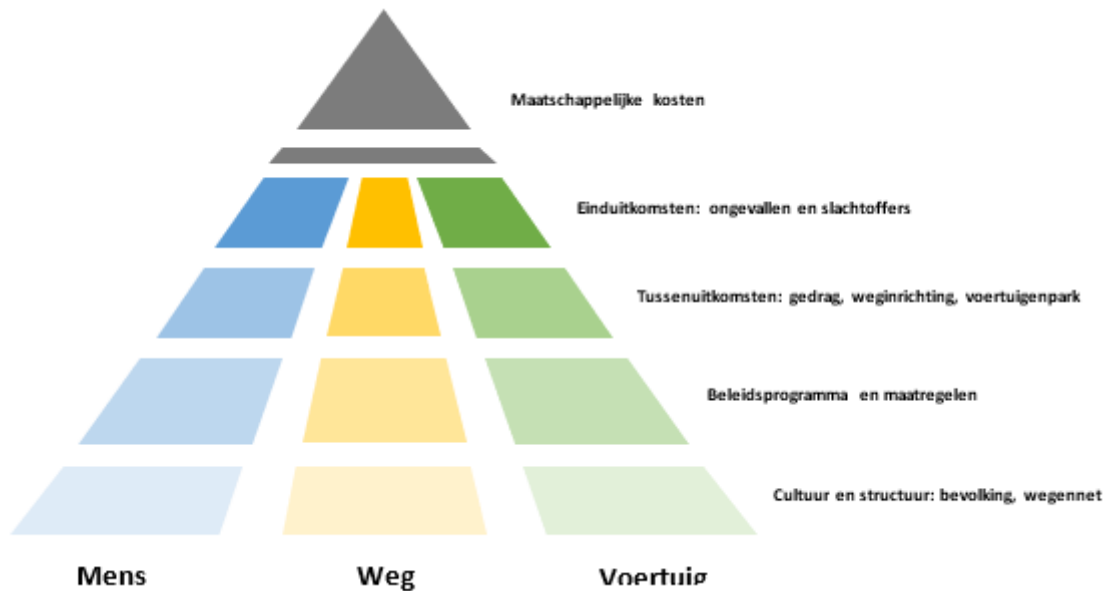 Maatschappelijke kosten
Einduitkomsten: ongevallen en slachtoffers
Tussenuitkomsten: gedrag, weginrichting, voertuigenpark
Beleidsprogramma en maatregelen
Cultuur en structuur: bevolking, wegennet
Mens Weg Voertuig